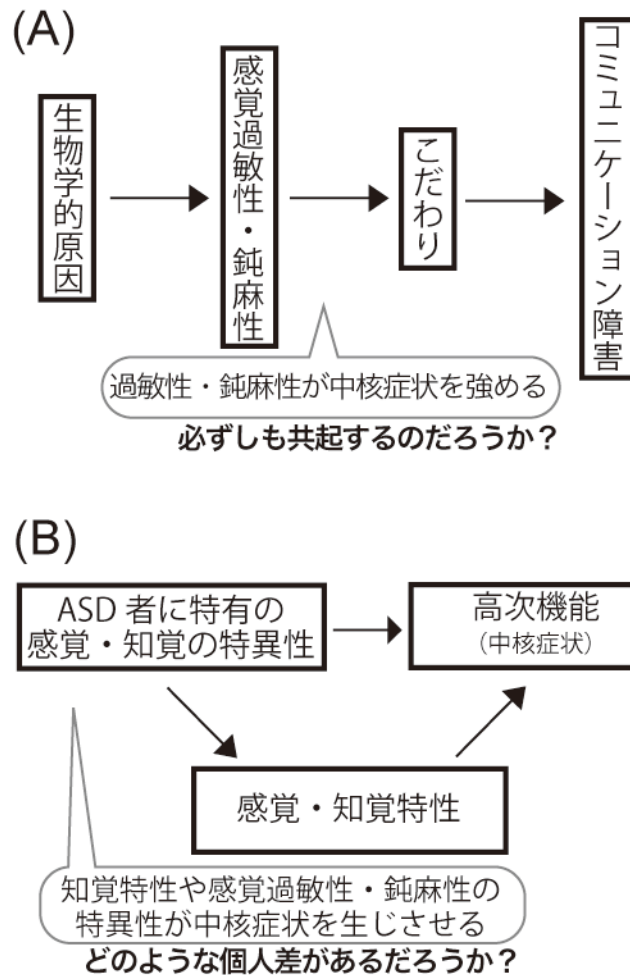 (A)
生物学的原因
感覚過敏性・鈍麻性
こだわり
コミュニケーション障害
過敏性・鈍麻性が中核症状を強める
必ずしも共起するのだろうか？
(B)
ASD 者に特有の
感覚・知覚の特異性
高次機能
（中核症状）
感覚・知覚特性
知覚特性や感覚過敏性・鈍麻性の
特異性が中核症状を生じさせる
どのような個人差があるだろうか？